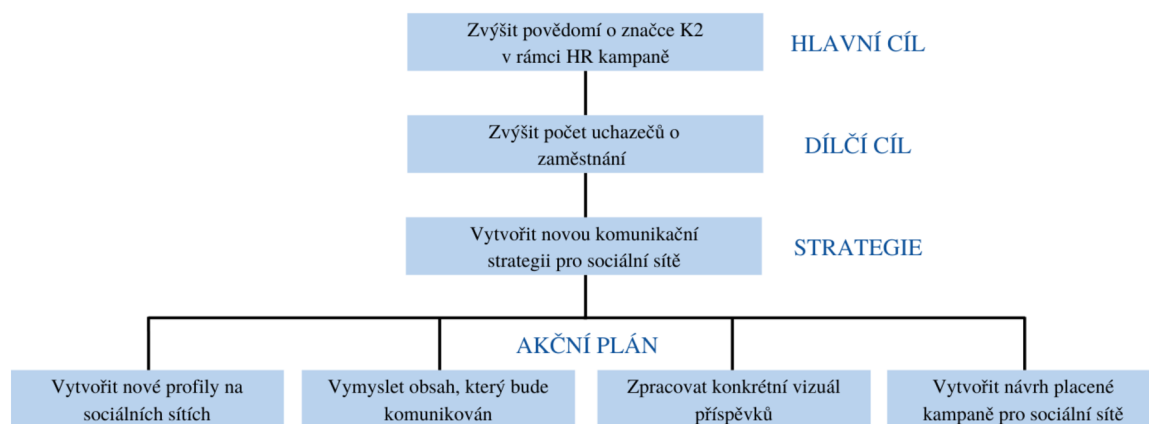 Zvýšit povědomí o značce K2
v rámci HR kampaně
HLAVNÍ CÍL
Zvýšit počet uchazečů o
zaměstnání
DÍLČÍ CÍL
Vytvořit novou komunikační
strategii pro sociální sítě
STRATEGIE
AKČNÍ PLÁN
Vytvořit nové profily na
sociálních sítích
Vymyslet obsah, který bude
komunikován
Zpracovat konkrétní vizuál
příspěvků
Vytvořit návrh placené
kampaně pro sociální sítě